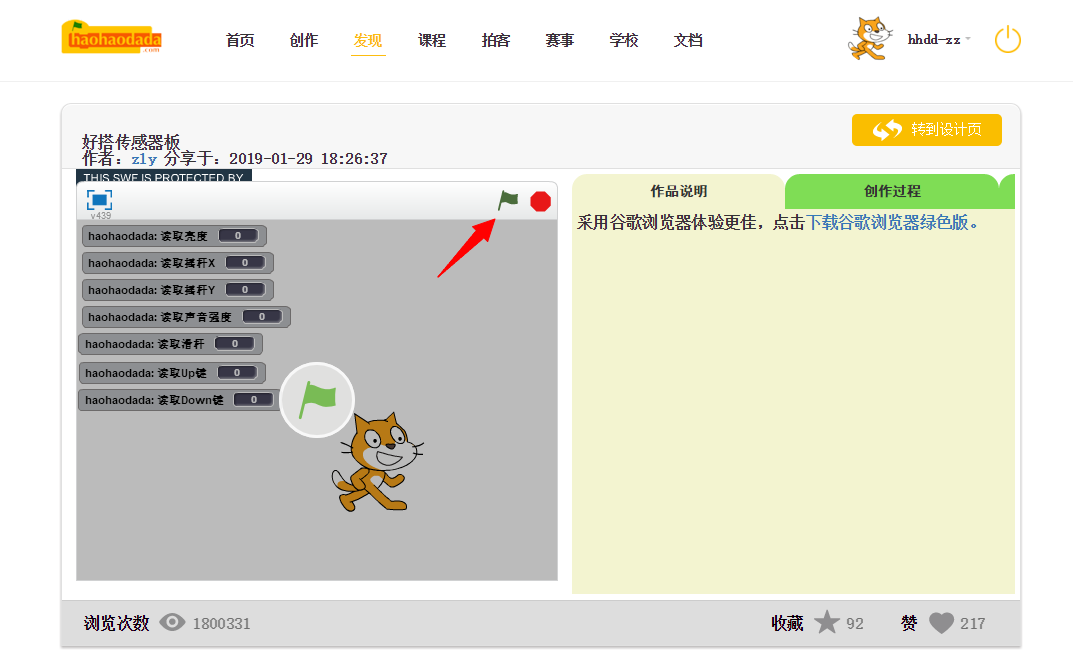 haohaodada
.com
首页 创作 发现 课程 拍客 赛事 学校 文档
hhdd-zz
好搭传感器板
作者：zly 分享于：2019-01-29 18:26:37
转到设计页
THIS SWF IS PROTECTED BY
v439
haohaodada: 读取亮度 0
haohaodada: 读取摇杆X 0
haohaodada: 读取摇杆Y 0
haohaodada: 读取声音强度 0
haohaodada: 读取滑杆 0
haohaodada: 读取Up键 0
haohaodada: 读取Down键 0
作品说明 创作过程
采用谷歌浏览器体验更佳，点击下载谷歌浏览器绿色版。
浏览次数 1800331 收藏 92 赞 217